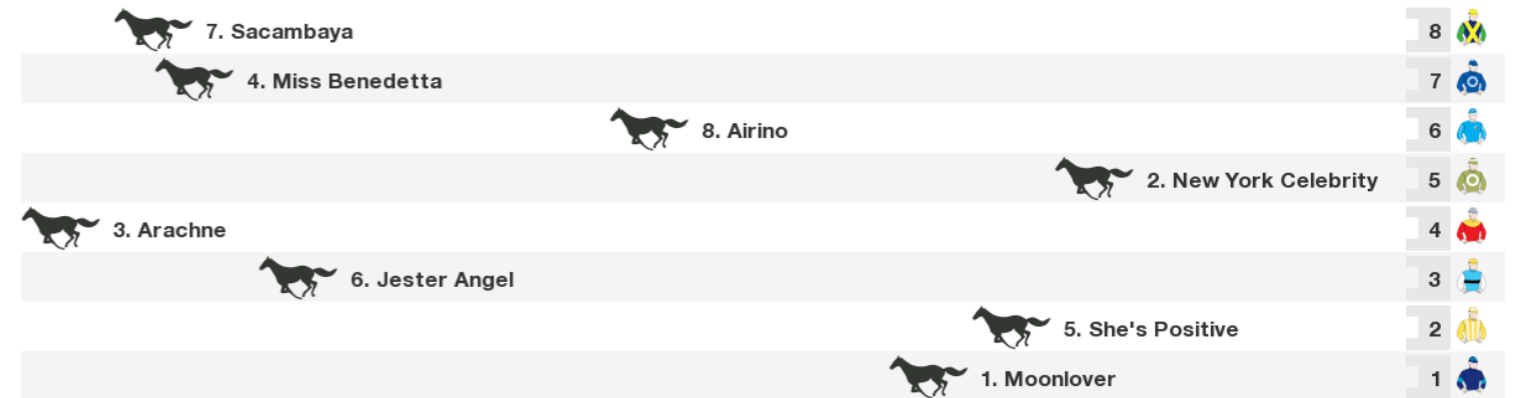 7. Sacambaya 8
4. Miss Benedetta 7
8. Airino 6
2. New York Celebrity 5
3. Arachne 4
6. Jester Angel 3
5. She's Positive 2
1. Moonlover 1